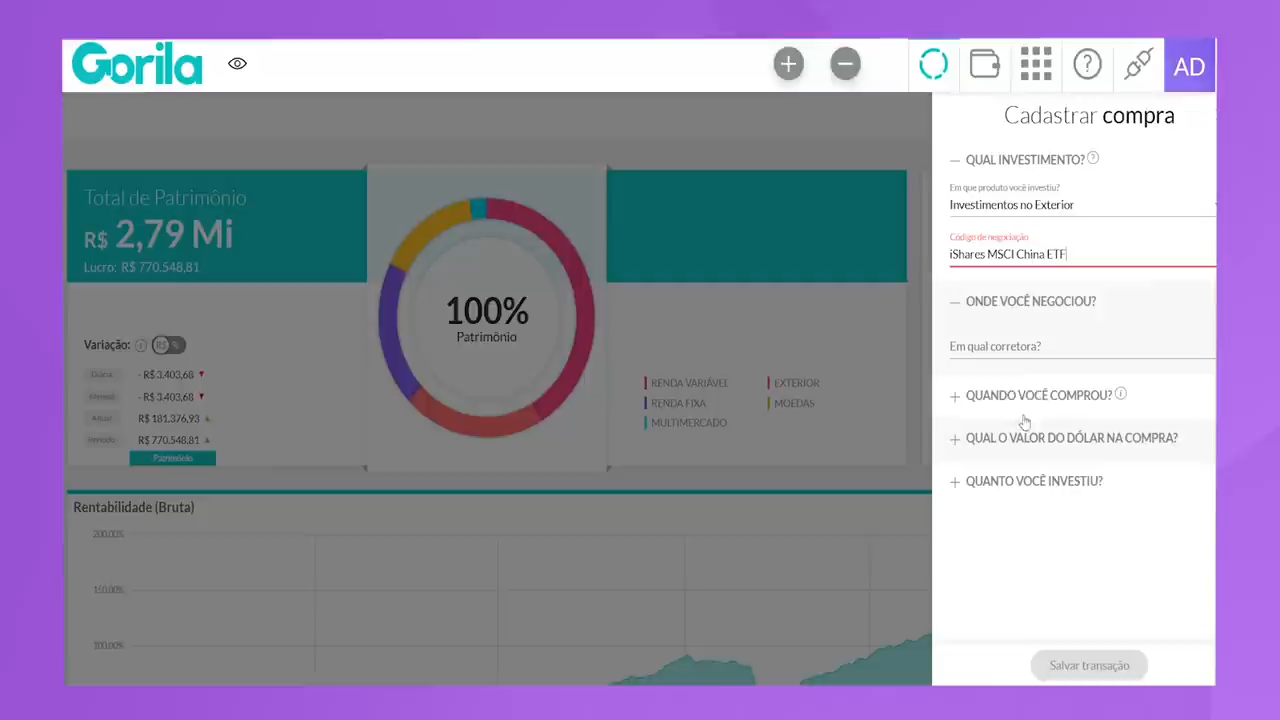 Gorila
AD
Cadastrar compra
QUAL INVESTIMENTO?
Em que produto você investiu?
Investimentos no Exterior
Código de negociação
iShares MSCI China ETF
ONDE VOCÊ NEGOCIOU?
Em qual corretora?
QUANDO VOCÊ COMPROU?
QUAL O VALOR DO DÓLAR NA COMPRA?
QUANTO VOCÊ INVESTIU?
Salvar transação
Total de Patrimônio
R$ 2,79 Mi
Lucro: R$ 770.548,81
Variação: R$ %
Diária: - R$ 3.403,68
Mensal: - R$ 3.403,68
Anual: R$ 181.376,93
Período: R$ 770.548,81
Patrimônio
100%
Patrimônio
RENDA VARIÁVEL
EXTERIOR
RENDA FIXA
MOEDAS
MULTIMERCADO
Rentabilidade (Bruta)
200,00%
150,00%
100,00%